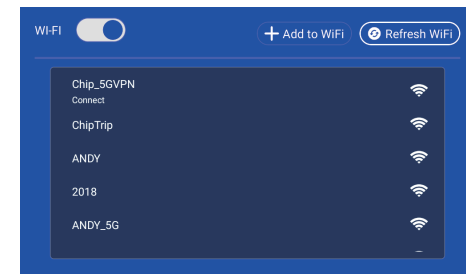 WI-FI
Add to WiFi
Refresh WiFi
Chip_5GVPN
Connect
ChipTrip
ANDY
2018
ANDY_5G